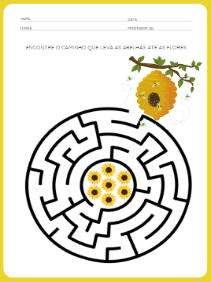 NOME: DATA:
TURMA: PROFESSOR (A):
ENCONTRE O CAMINHO QUE LEVA AS ABELHAS ATÉ AS FLORES